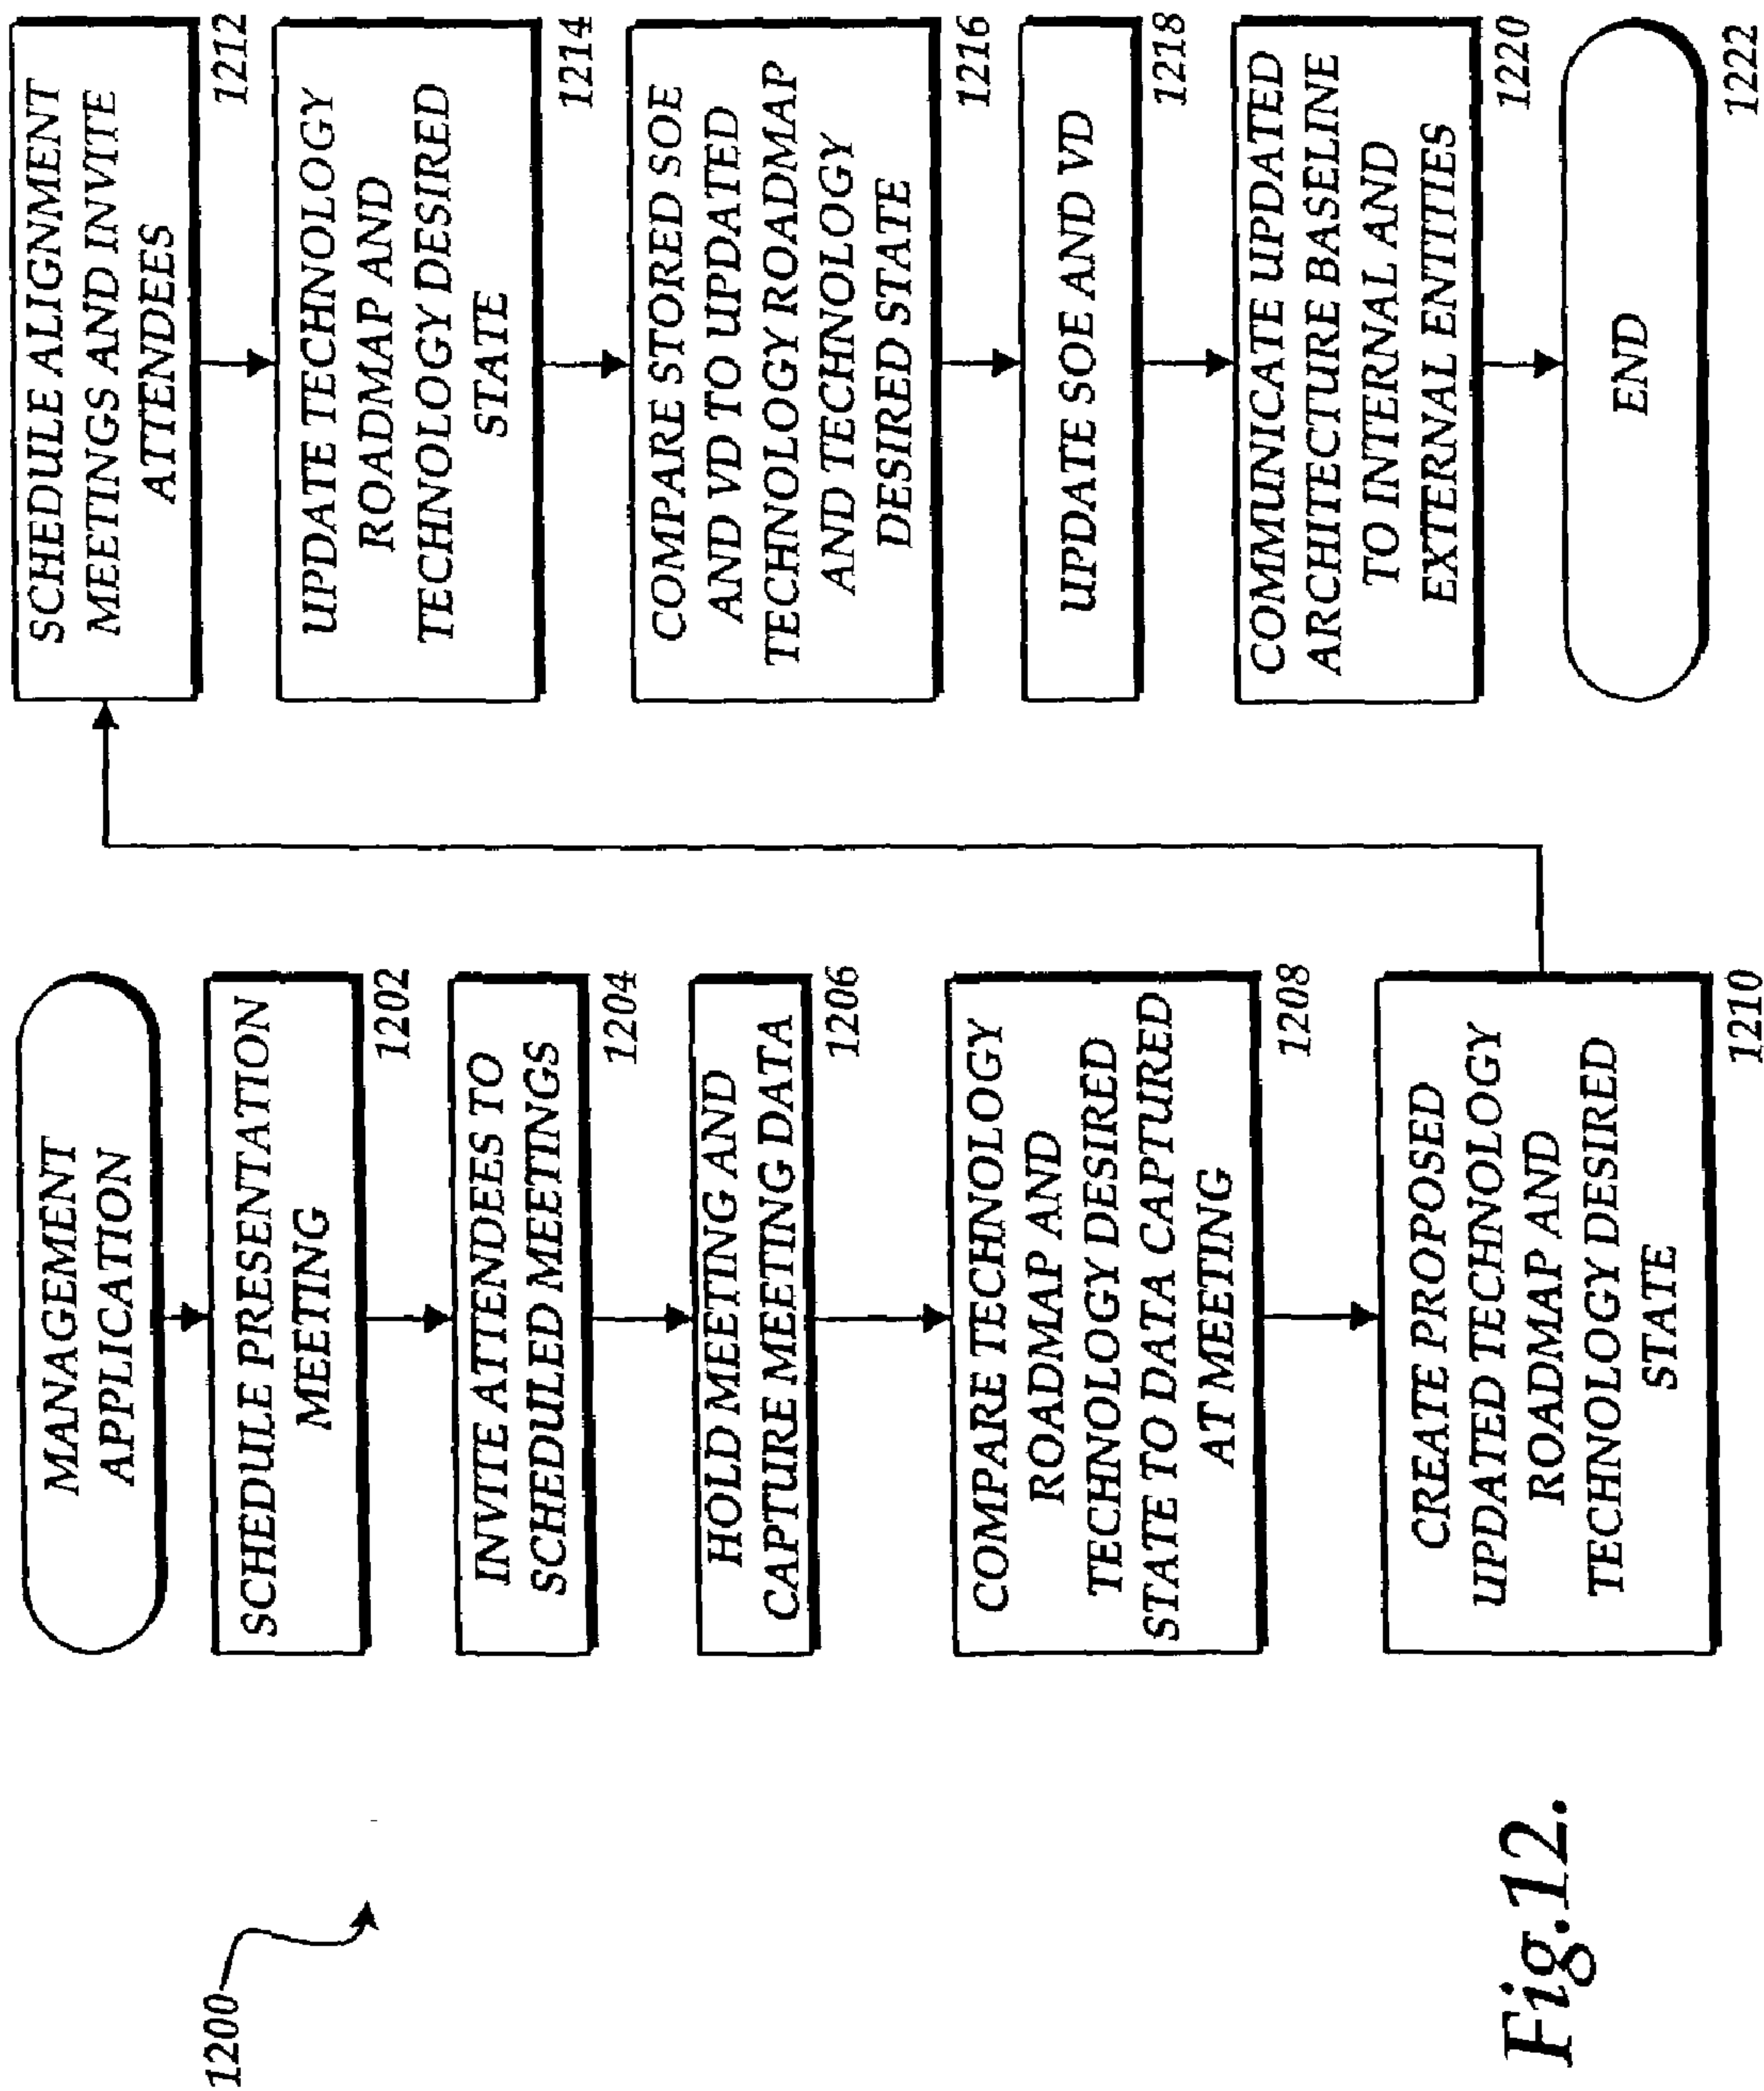 1200
MANAGEMENT
APPLICATION
SCHEDULE PRESENTATION
MEETING
1202
INVITE ATTENDEES TO
SCHEDULED MEETINGS
1204
HOLD MEETING AND
CAPTURE MEETING DATA
1206
COMPARE TECHNOLOGY
ROADMAP AND
TECHNOLOGY DESIRED
STATE TO DATA CAPTURED
AT MEETING
1208
CREATE PROPOSED
UPDATED TECHNOLOGY
ROADMAP AND
TECHNOLOGY DESIRED
STATE
1210
SCHEDULE ALIGNMENT
MEETINGS AND INVITE
ATTENDEES
1212
UPDATE TECHNOLOGY
ROADMAP AND
TECHNOLOGY DESIRED
STATE
1214
COMPARE STORED SOE
AND VD TO UPDATED
TECHNOLOGY ROADMAP
AND TECHNOLOGY
DESIRED STATE
1216
UPDATE SOE AND VD
1218
COMMUNICATE UPDATED
ARCHITECTURE BASELINE
TO INTERNAL AND
EXTERNAL ENTITIES
1220
END
1222
Fig.12.